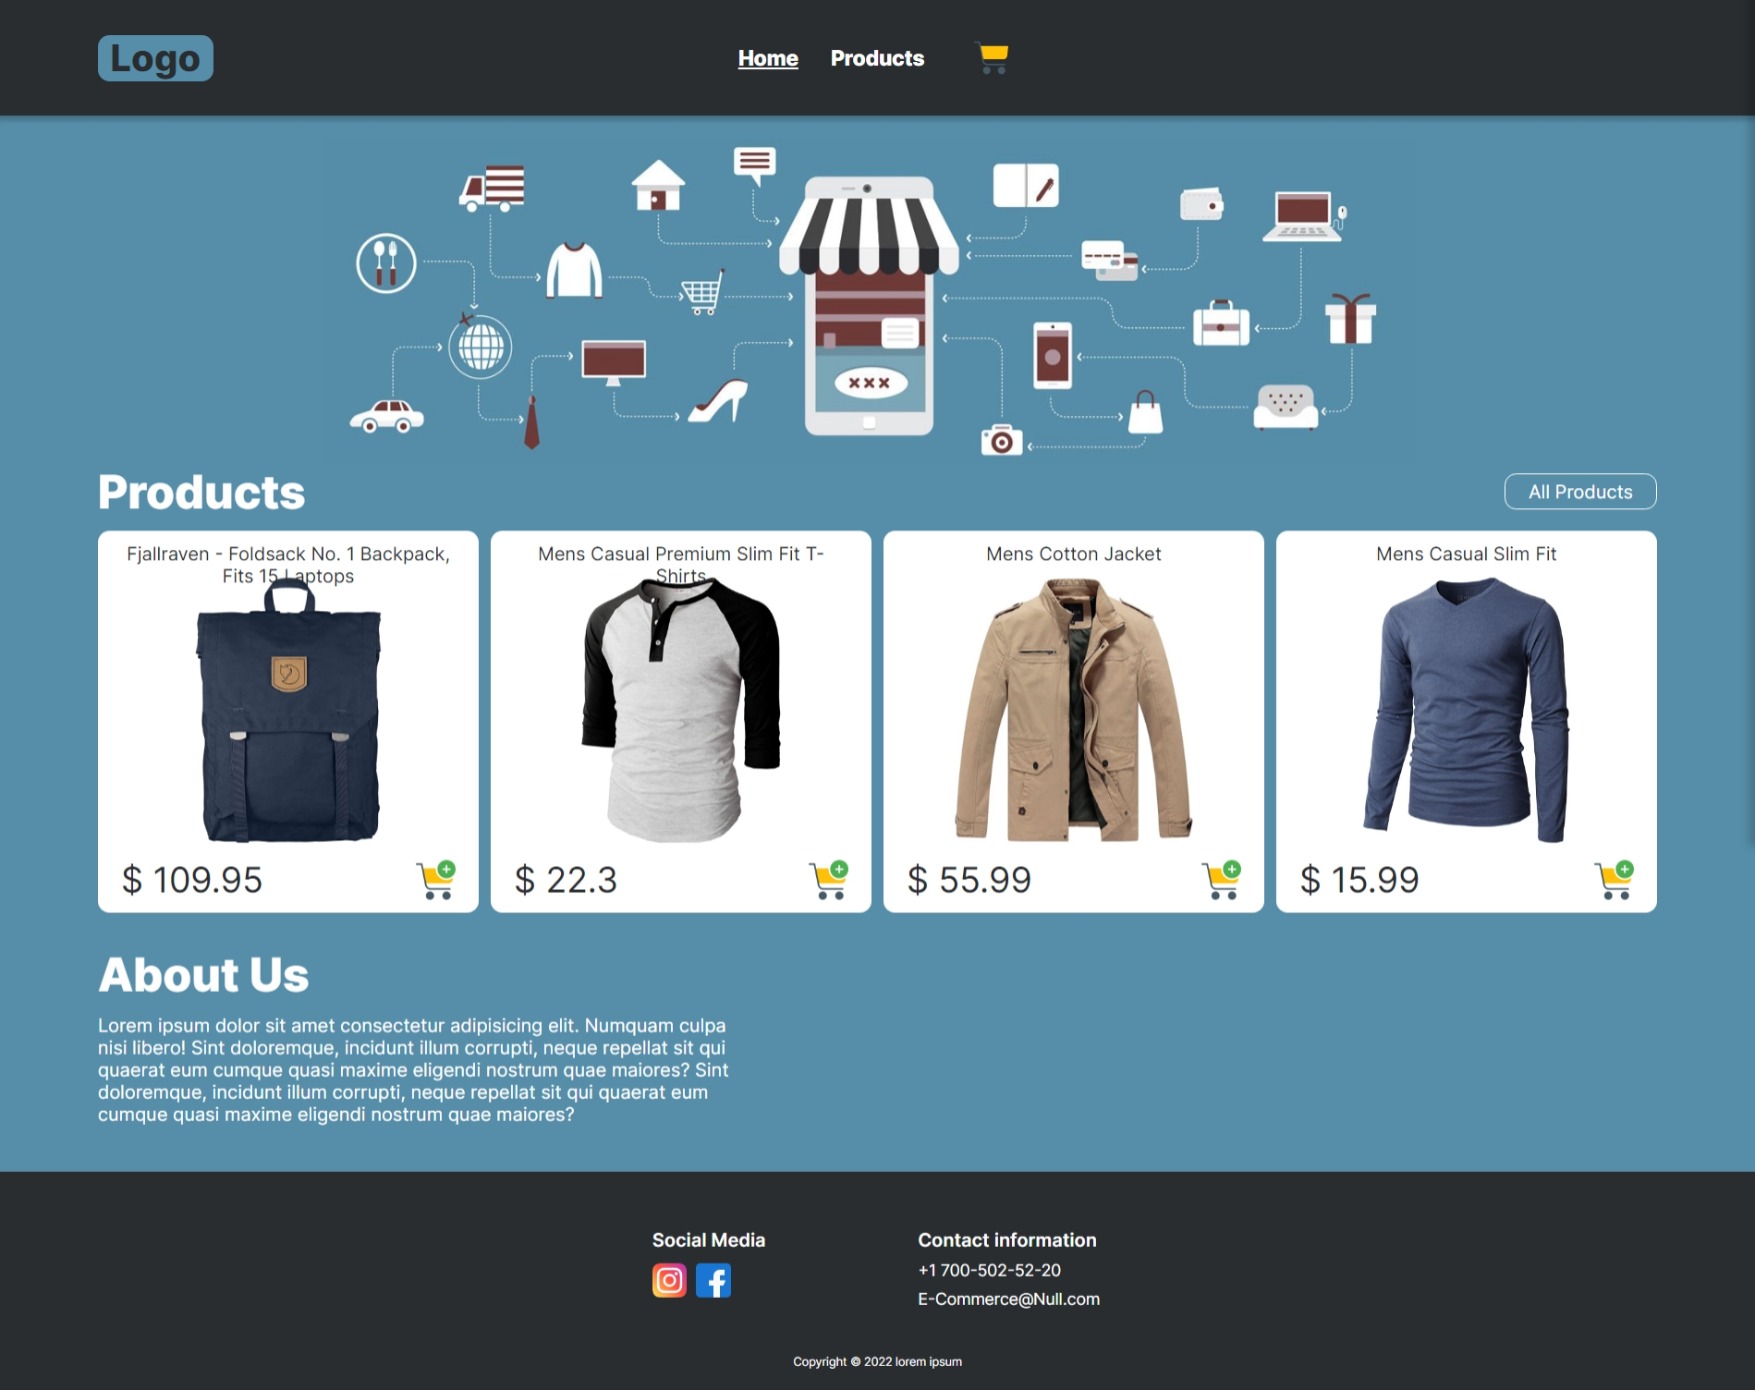 Logo
Home
Products
Products
All Products
Fjallraven - Foldsack No. 1 Backpack,
Fits 15 Laptops
Mens Casual Premium Slim Fit T-
Shirts
Mens Cotton Jacket
Mens Casual Slim Fit
$ 109.95
$ 22.3
$ 55.99
$ 15.99
About Us
Lorem ipsum dolor sit amet consectetur adipisicing elit. Numquam culpa
nisi libero! Sint doloremque, incidunt illum corrupti, neque repellat sit qui
quaerat eum cumque quasi maxime eligendi nostrum quae maiores? Sint
doloremque, incidunt illum corrupti, neque repellat sit qui quaerat eum
cumque quasi maxime eligendi nostrum quae maiores?
Social Media
Contact information
+1 700-502-52-20
E-Commerce@Null.com
Copyright © 2022 lorem ipsum